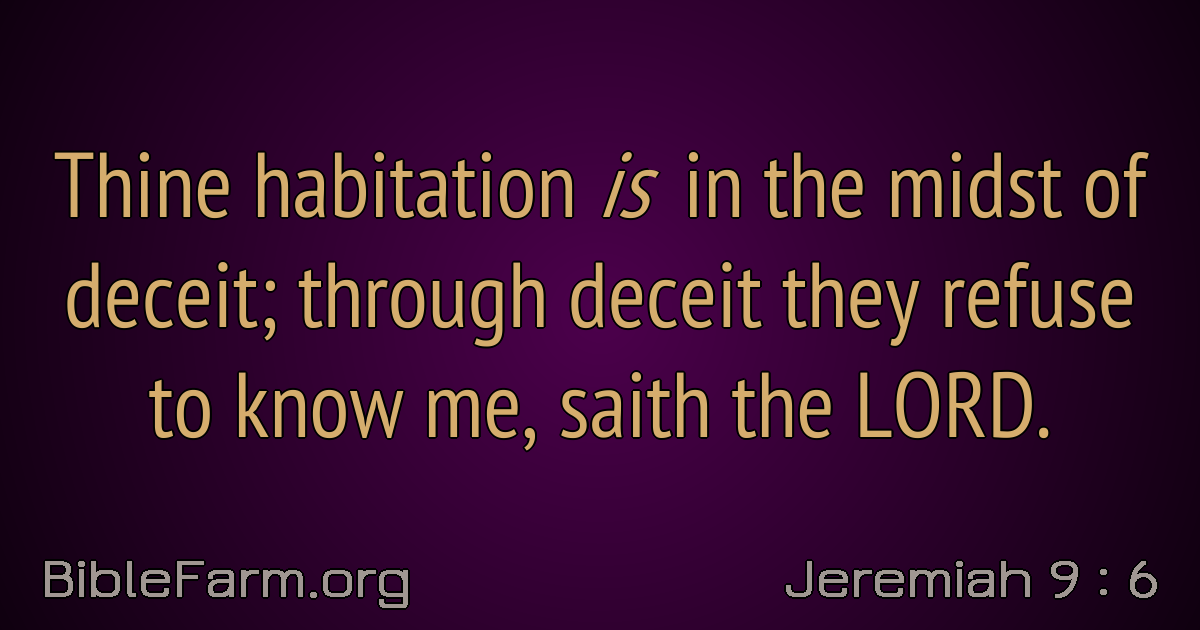 Thine habitation is in the midst of
deceit; through deceit they refuse
to know me, saith the LORD.
BibleFarm.org
Jeremiah 9 : 6